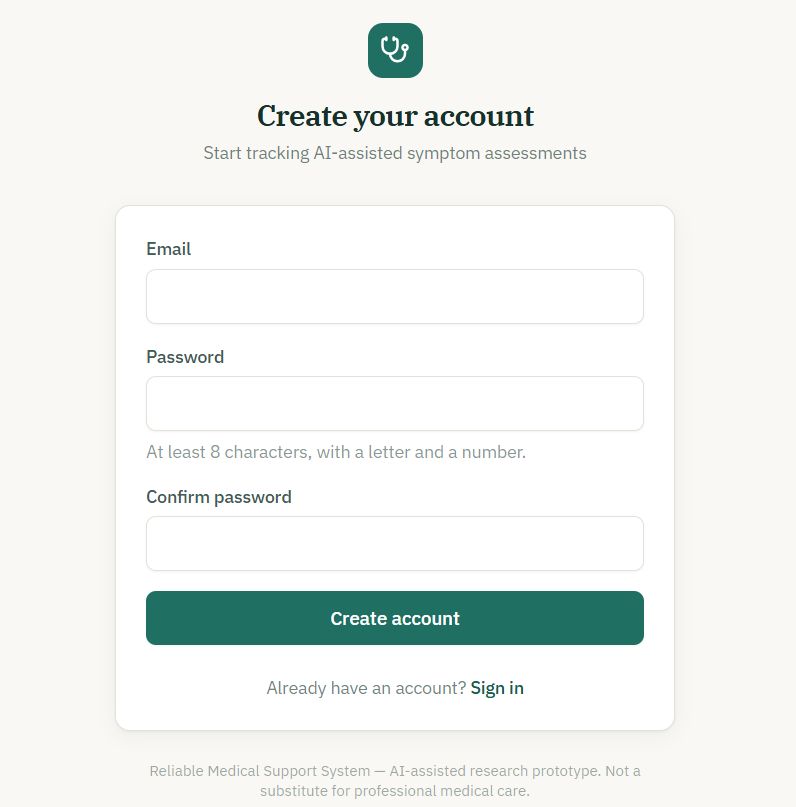 Create your account
Start tracking AI-assisted symptom assessments
Email
Password
At least 8 characters, with a letter and a number.
Confirm password
Create account
Already have an account? Sign in
Reliable Medical Support System — AI-assisted research prototype. Not a
substitute for professional medical care.